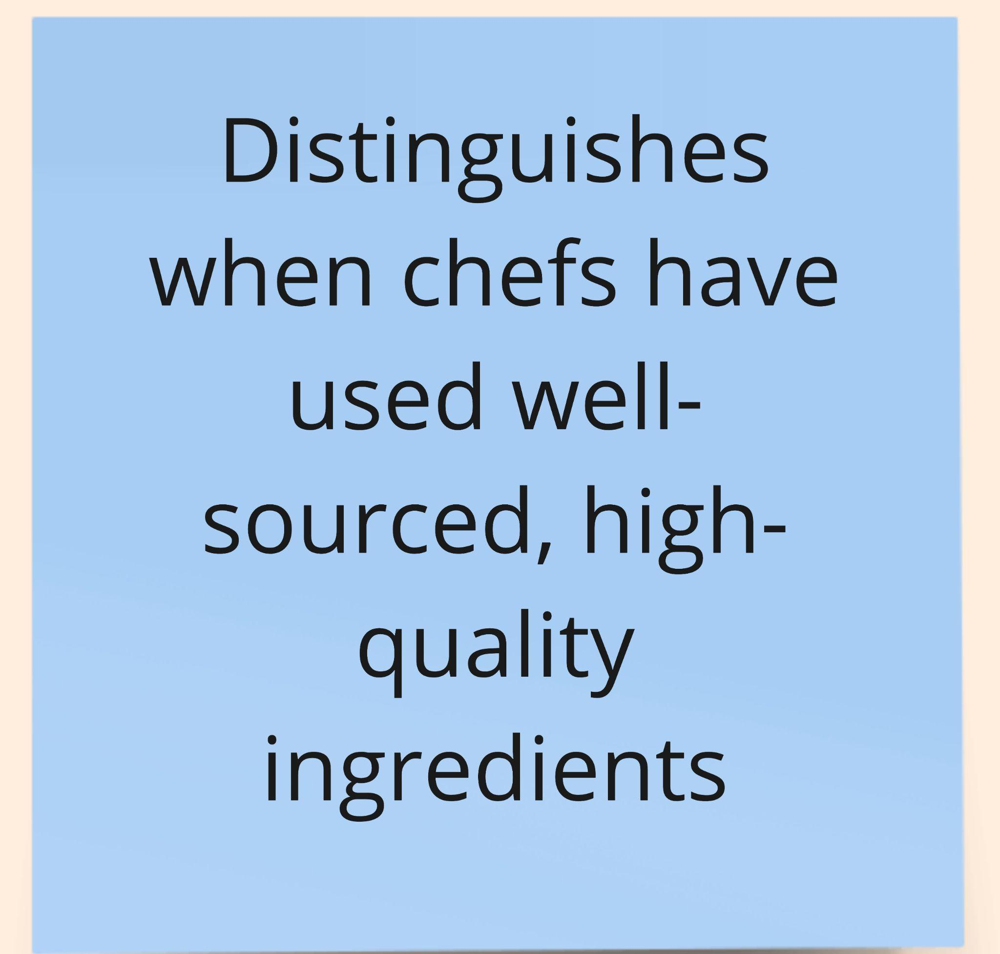 Distinguishes
when chefs have
used well-
sourced, high-
quality
ingredients